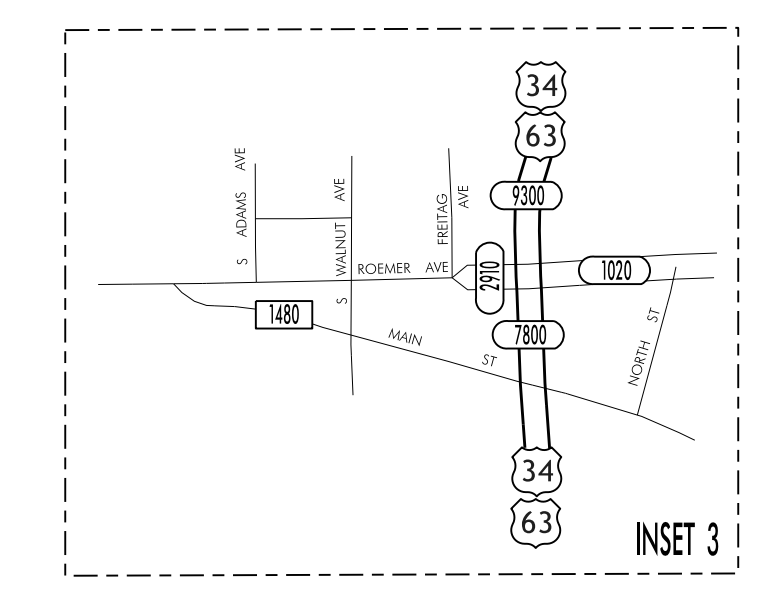 34
63
9300
S ADAMS AVE
S WALNUT AVE
FREITAG AVE
ROEMER AVE
2910
1020
1480
7800
MAIN ST
NORTH ST
34
63
INSET 3